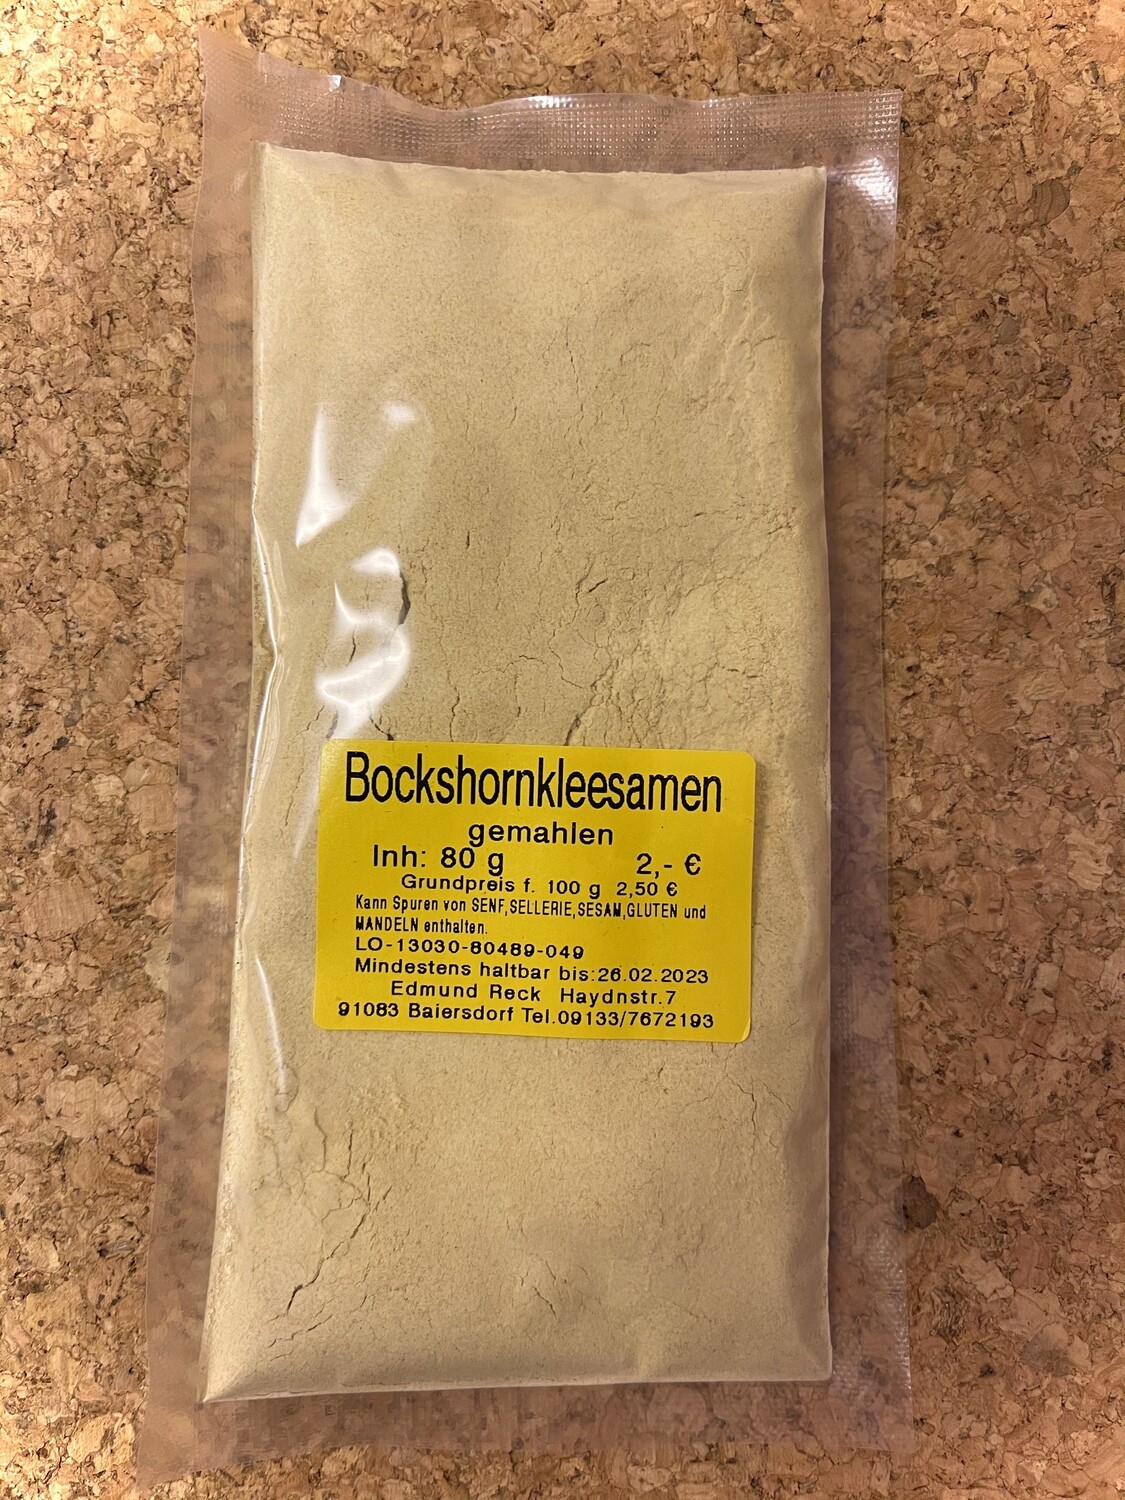 Bockshornkleesamen
gemahlen
Inh: 80 g 2,- €
Grundpreis f. 100 g 2,50 €
Kann Spuren von SENF,SELLERIE,SESAM,GLUTEN und
MANDELN enthalten.
LO-13030-80489-049
Mindestens haltbar bis:26.02.2023
Edmund Reck Haydnstr.7
91083 Baiersdorf Tel.09133/7672193